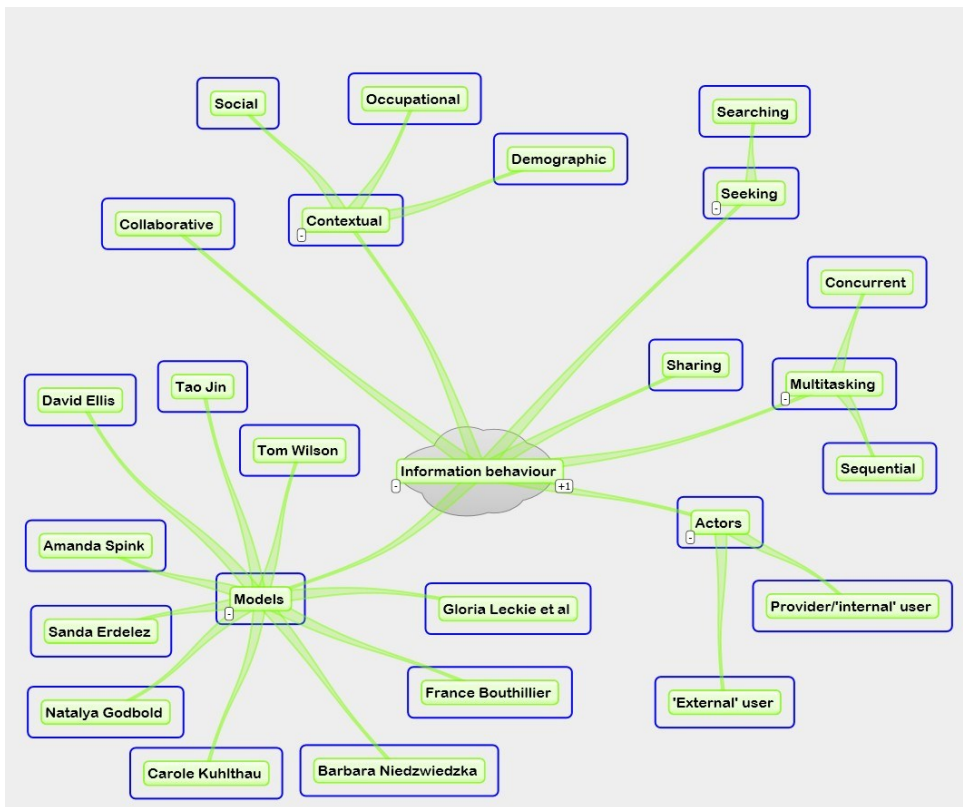 Social
Occupational
Searching
Demographic
Seeking
-
Contextual
-
Collaborative
Concurrent
Sharing
Multitasking
-
David Ellis
Tao Jin
Tom Wilson
Information behaviour
-
+1
Sequential
Actors
-
Amanda Spink
Models
-
Gloria Leckie et al
Provider/'internal' user
Sanda Erdelez
France Bouthillier
'External' user
Natalya Godbold
Carole Kuhlthau
Barbara Niedzwiedzka